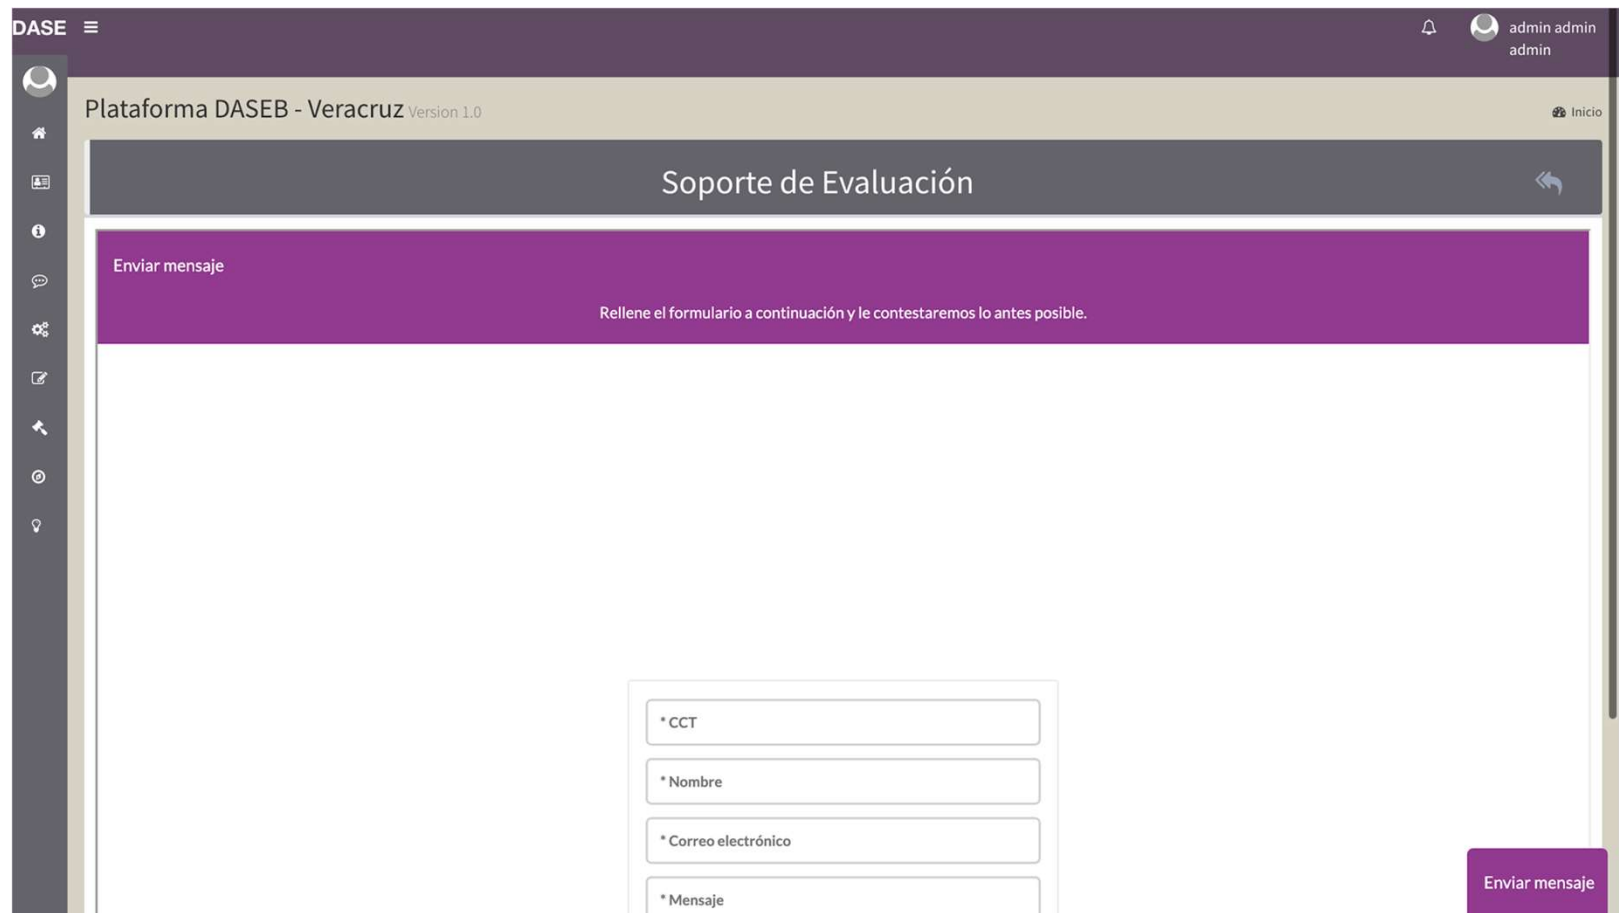 DASE
admin admin
admin
Plataforma DASEB - Veracruz Version 1.0
Inicio
Soporte de Evaluación
Enviar mensaje
Rellene el formulario a continuación y le contestaremos lo antes posible.
* CCT
* Nombre
* Correo electrónico
* Mensaje
Enviar mensaje